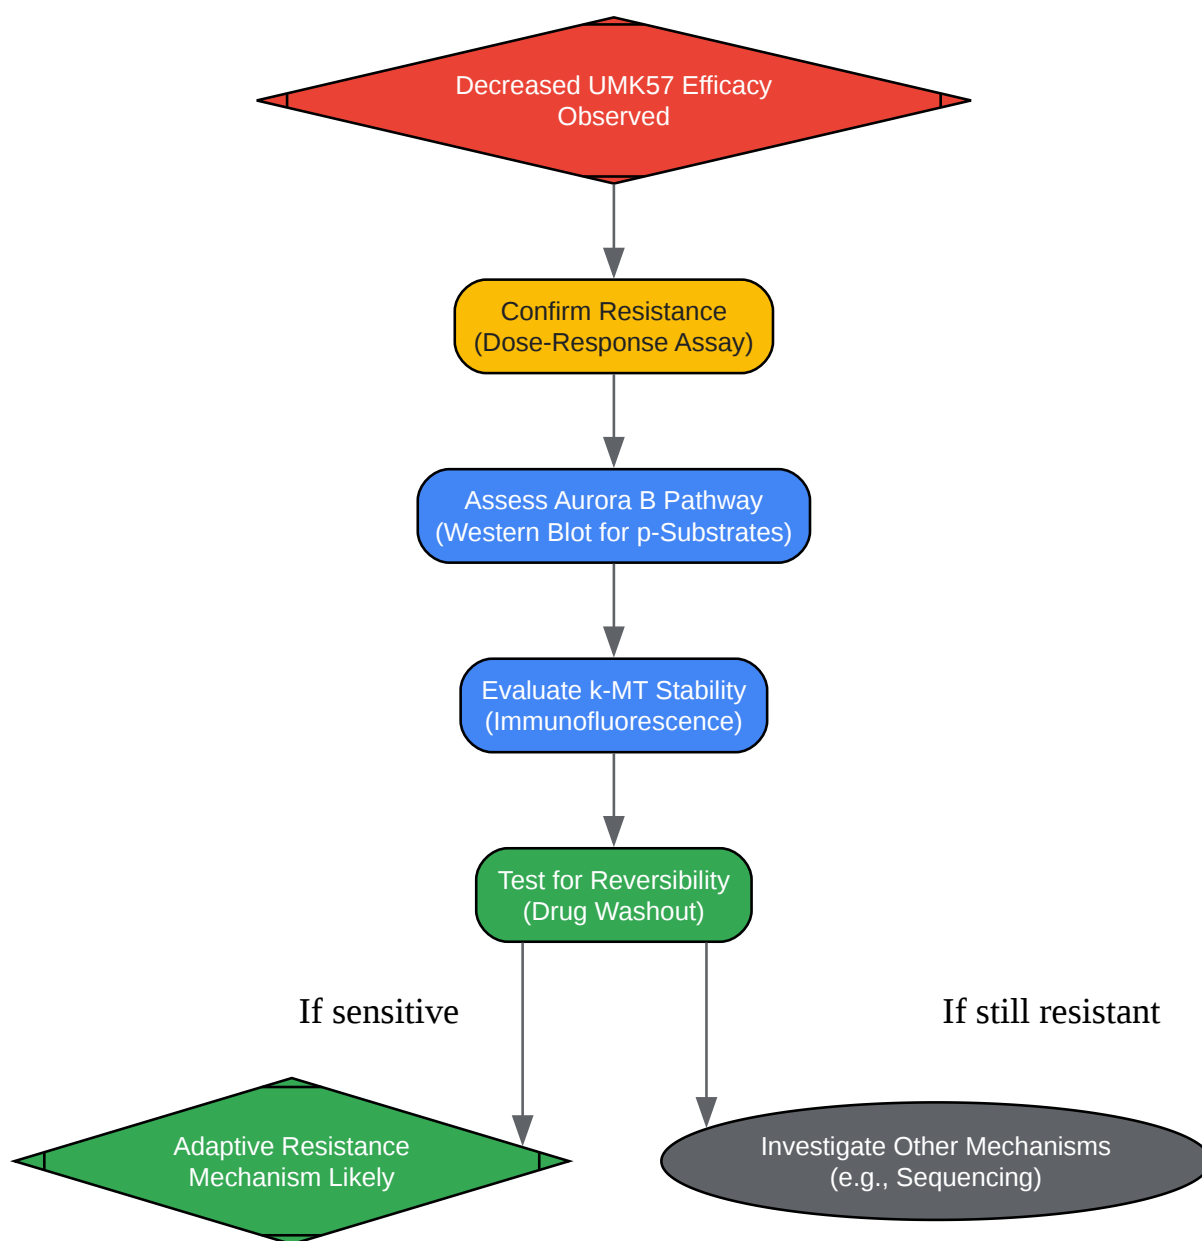 Decreased UMK57 Efficacy
Observed
Confirm Resistance
(Dose-Response Assay)
Assess Aurora B Pathway
(Western Blot for p-Substrates)
Evaluate k-MT Stability
(Immunofluorescence)
Test for Reversibility
(Drug Washout)
If sensitive
If still resistant
Adaptive Resistance
Mechanism Likely
Investigate Other Mechanisms
(e.g., Sequencing)